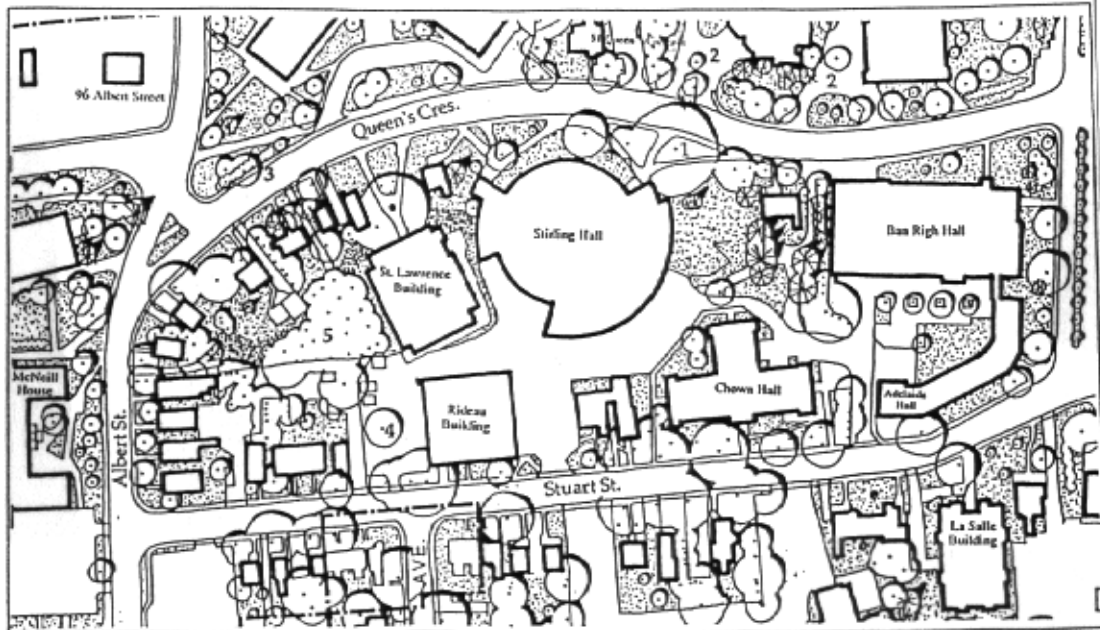 96 Albert Street
2
2
Queen's Cres.
1
3
Stirling Hall
Ban Righ Hall
St. Lawrence
Building
5
McNeill
House
Chown Hall
Adelaide
Hall
Rideau
Building
4
Albert St.
Stuart St.
La Salle
Building
AVE